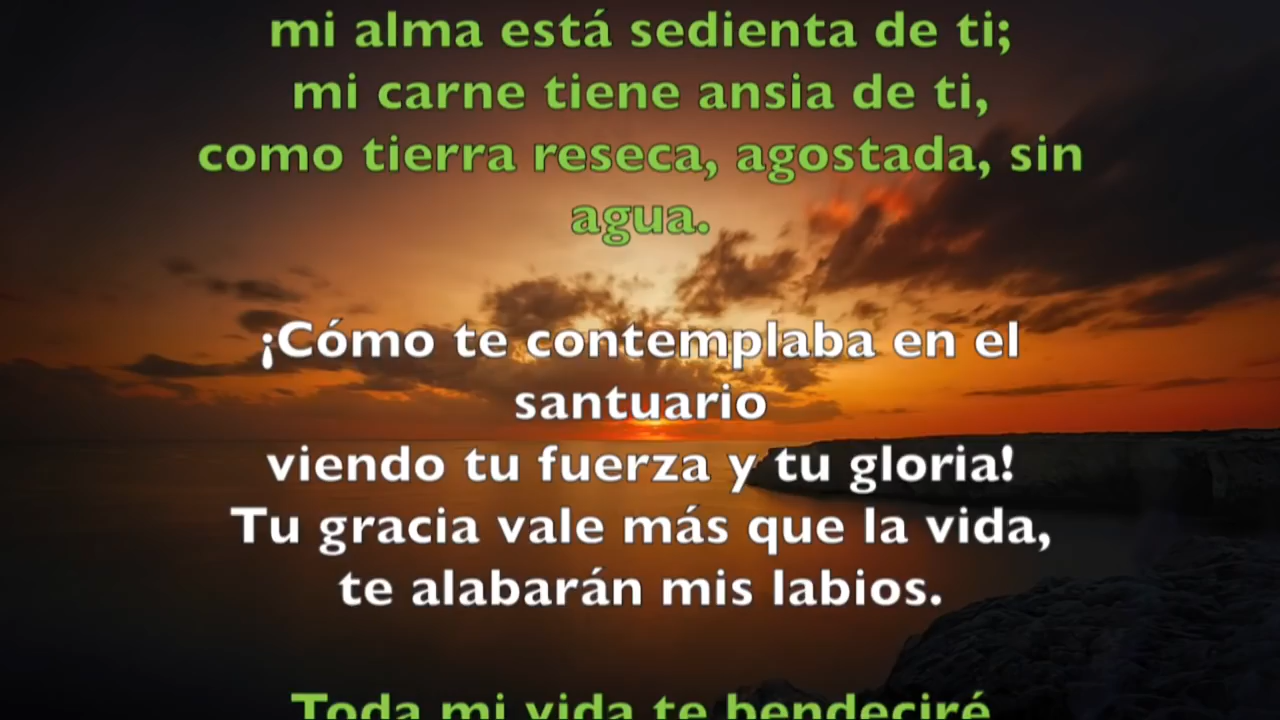 mi alma está sedienta de ti;
mi carne tiene ansia de ti,
como tierra reseca, agostada, sin
agua.
¡Cómo te contemplaba en el
santuario
viendo tu fuerza y tu gloria!
Tu gracia vale más que la vida,
te alabarán mis labios.
Toda mi vida te bendeciré